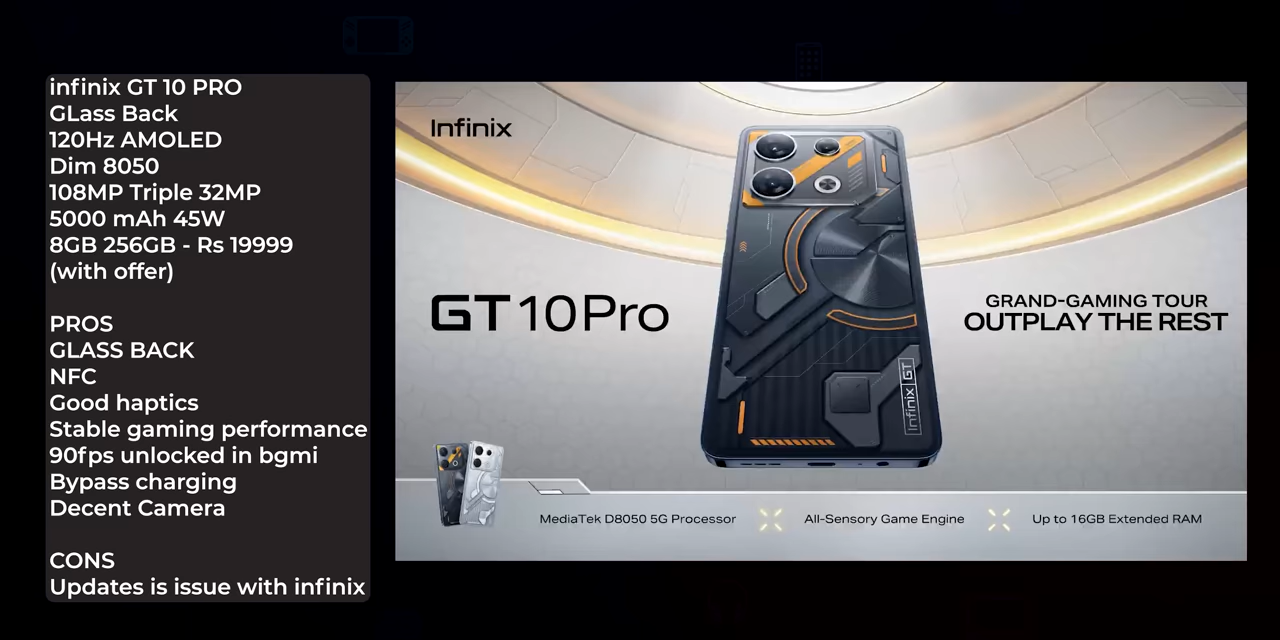 infinix GT 10 PRO
GLass Back
120Hz AMOLED
Dim 8050
108MP Triple 32MP
5000 mAh 45W
8GB 256GB - Rs 19999
(with offer)
PROS
GLASS BACK
NFC
Good haptics
Stable gaming performance
90fps unlocked in bgmi
Bypass charging
Decent Camera
CONS
Updates is issue with infinix
Infinix
GT 10 Pro
GRAND-GAMING TOUR
OUTPLAY THE REST
Infinix GT
MediaTek D8050 5G Processor
All-Sensory Game Engine
Up to 16GB Extended RAM